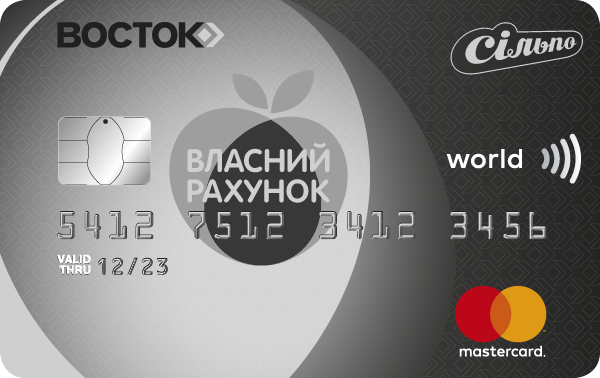 ВОСТОК
Сільпо
ВЛАСНИЙ
РАХУНОК
world
5412 7512 3412 3456
VALID
THRU 12/23
mastercard.